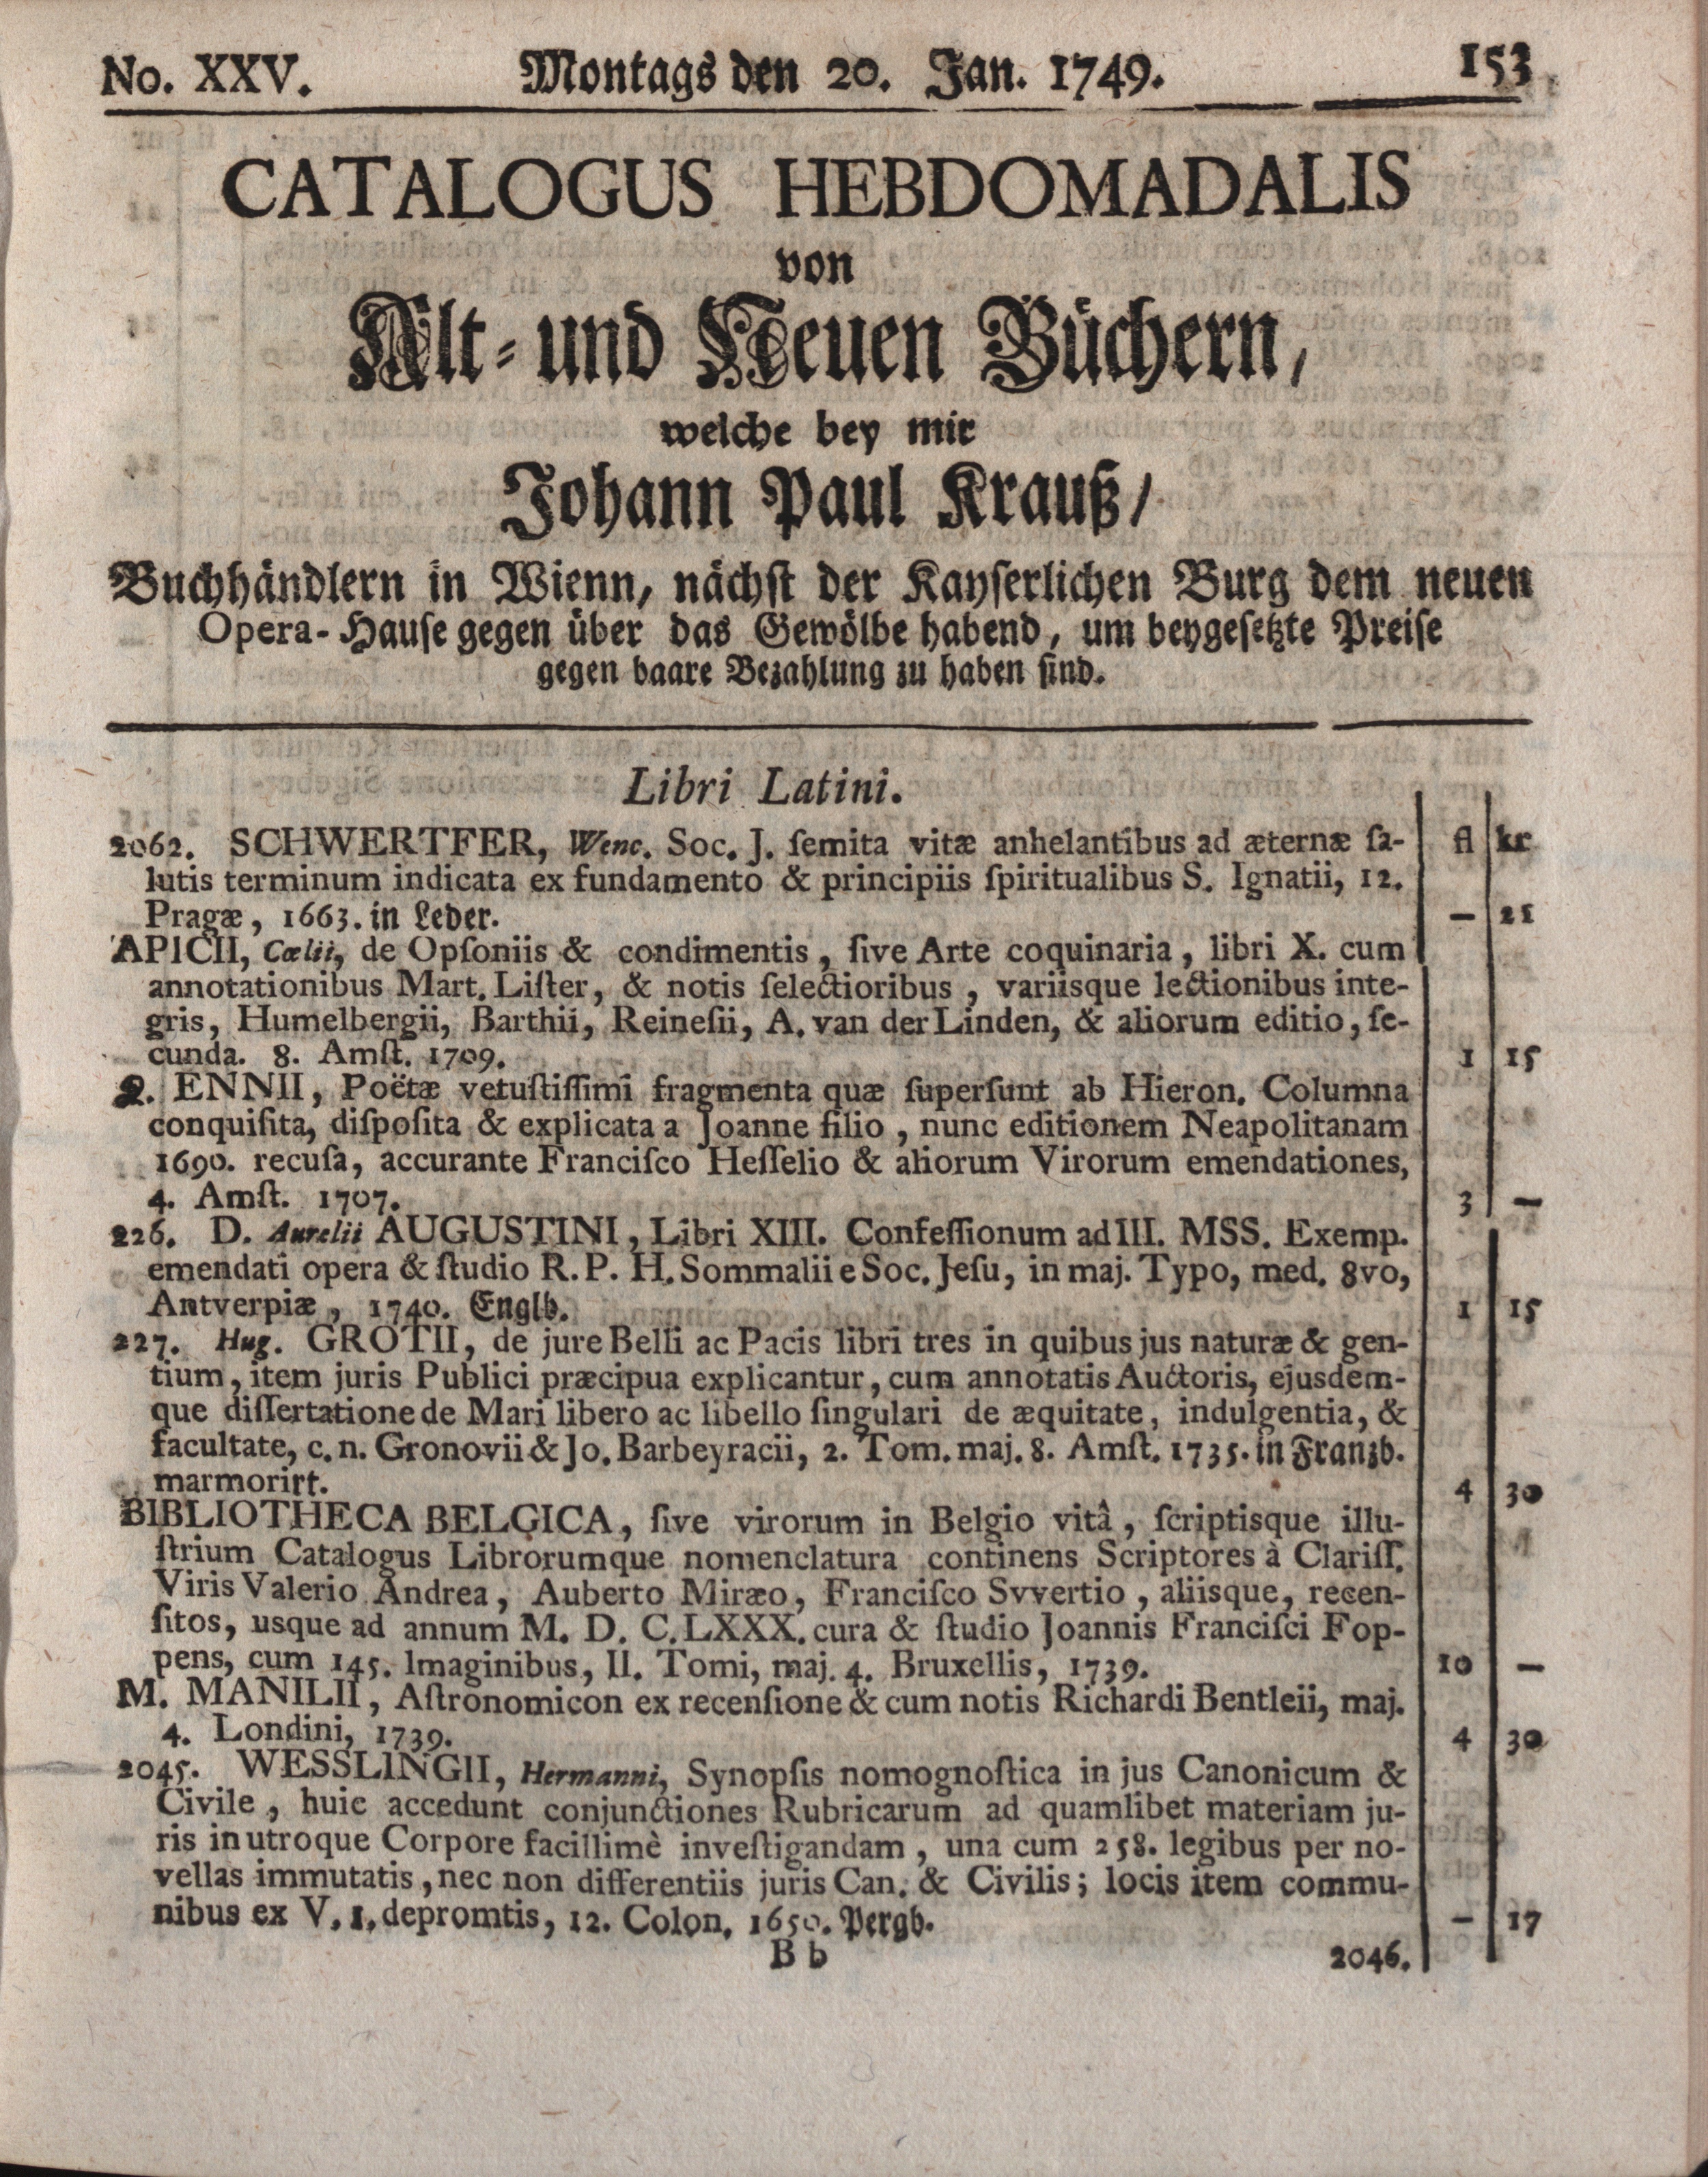 No. XXV. Montags den 20. Jan. 1749. 153
CATALOGUS HEBDOMADALIS
von
Alt- und Neuen Büchern,
welche bey mir
Johann Paul Krauß,
Buchhändlern in Wienn, nächst der Kayserlichen Burg dem neuen
Opera-Hause gegen über das Gewölbe habend, um beygesetzte Preise
gegen baare Bezahlung zu haben sind.
Libri Latini.
2062. SCHWERTFER, Wenc. Soc. J. ſemita vitæ anhelantibus ad æternæ ſa- fl kr
lutis terminum indicata ex fundamento & principiis ſpiritualibus S. Ignatii, 12.
Pragæ, 1663. in Leder. – 21
APICII, Cœlii, de Opſoniis & condimentis, ſive Arte coquinaria, libri X. cum
annotationibus Mart. Liſter, & notis ſelectioribus, variisque lectionibus inte-
gris, Humelbergii, Barthii, Reineſii, A. van der Linden, & aliorum editio, ſe-
cunda. 8. Amſt. 1709. 1 15
Q. ENNII, Poëtæ vetuſtiſſimi fragmenta quæ ſuperſunt ab Hieron. Columna
conquiſita, diſpoſita & explicata a Joanne filio, nunc editionem Neapolitanam
1690. recuſa, accurante Franciſco Heſſelio & aliorum Virorum emendationes,
4. Amſt. 1707. 3 –
226. D. Aurelii AUGUSTINI, Libri XIII. Confeſſionum ad III. MSS. Exemp.
emendati opera & ſtudio R. P. H. Sommalii e Soc. Jeſu, in maj. Typo, med. 8vo,
Antverpiæ, 1740. Englb. 1 15
227. Hug. GROTII, de jure Belli ac Pacis libri tres in quibus jus naturæ & gen-
tium, item juris Publici præcipua explicantur, cum annotatis Auctoris, ejusdem-
que diſſertatione de Mari libero ac libello ſingulari de æquitate, indulgentia, &
facultate, c. n. Gronovii & Jo. Barbeyracii, 2. Tom. maj. 8. Amſt. 1735. in Franzb.
marmorirt. 4 30
BIBLIOTHECA BELGICA, ſive virorum in Belgio vitâ, ſcriptisque illu-
ſtrium Catalogus Librorumque nomenclatura continens Scriptores à Clariſſ.
Viris Valerio Andrea, Auberto Miræo, Franciſco Svvertio, aliisque, recen-
ſitos, usque ad annum M. D. C. LXXX. cura & ſtudio Joannis Franciſci Fop-
pens, cum 145. Imaginibus, II. Tomi, maj. 4. Bruxellis, 1739. 10 –
M. MANILII, Aſtronomicon ex recenſione & cum notis Richardi Bentleii, maj.
4. Londini, 1739. 4 30
2045. WESSLINGII, Hermanni, Synopſis nomognoſtica in jus Canonicum &
Civile, huic accedunt conjunctiones Rubricarum ad quamlibet materiam ju-
ris in utroque Corpore facillimè inveſtigandam, una cum 258. legibus per no-
vellas immutatis, nec non differentiis juris Can. & Civilis; locis item commu-
nibus ex V. I. depromtis, 12. Colon. 1650. Pergb. – 17
B b 2046.